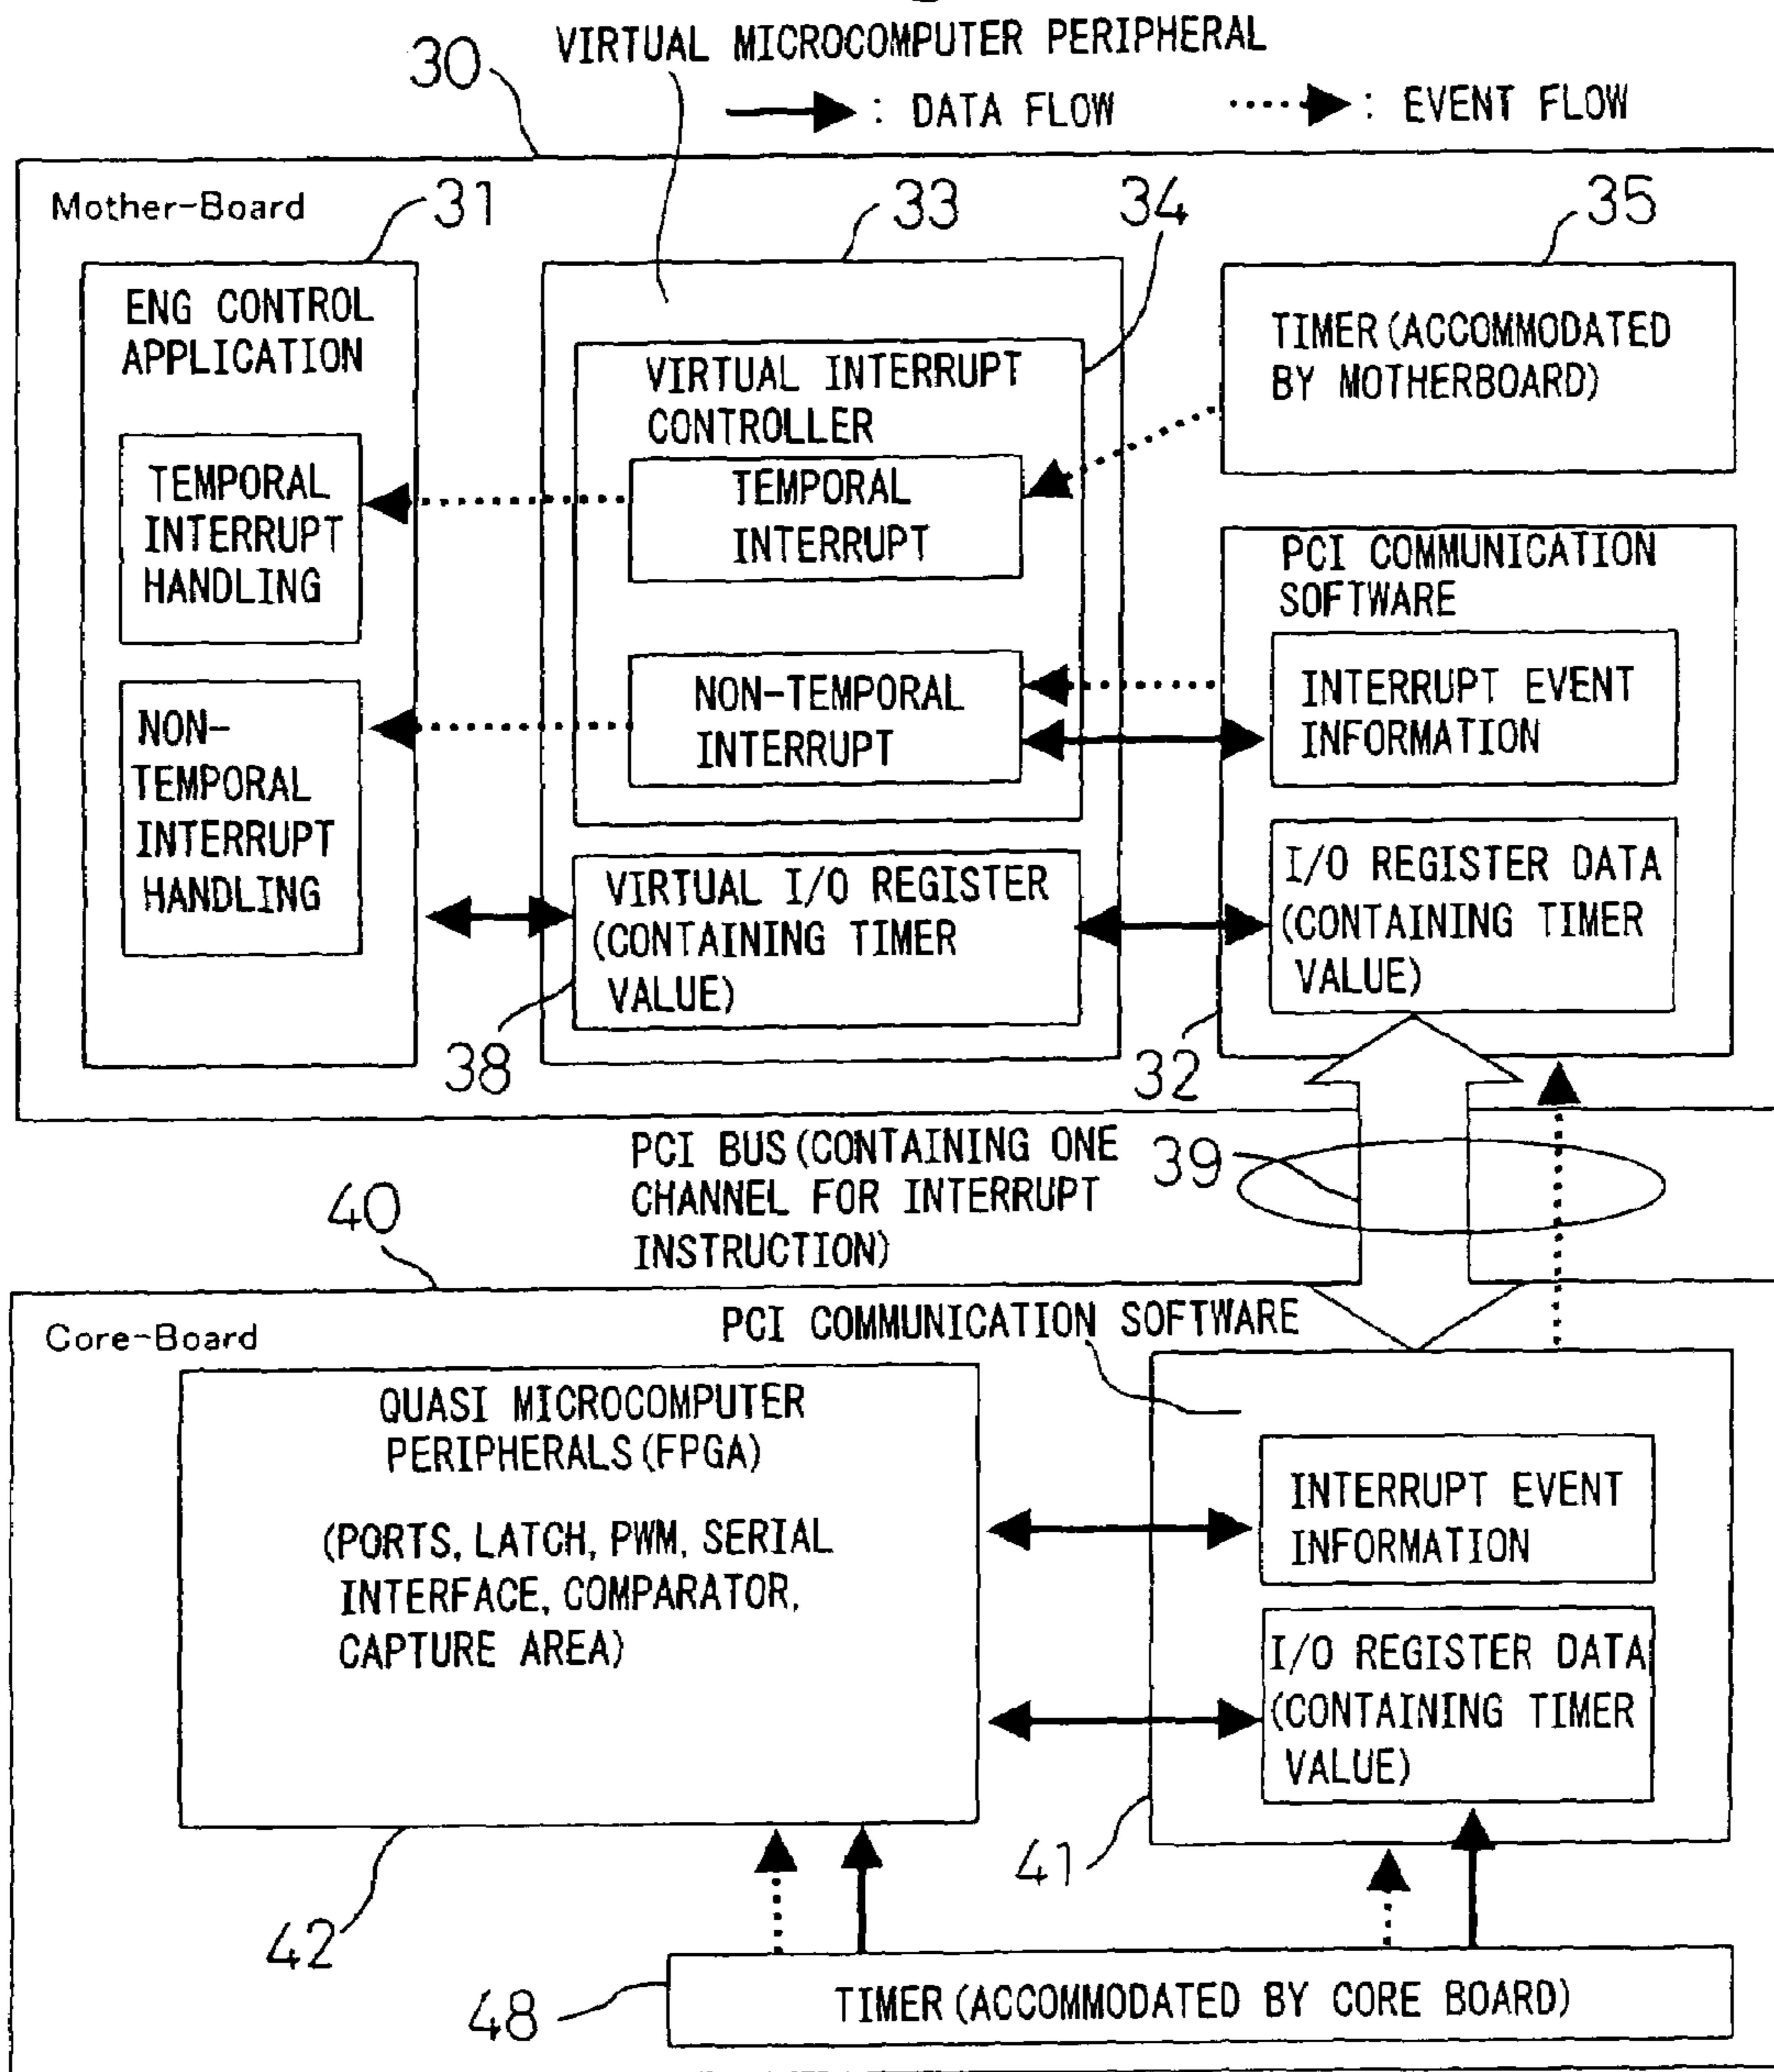 VIRTUAL MICROCOMPUTER PERIPHERAL
30
: DATA FLOW
: EVENT FLOW
Mother-Board
31
33
34
35
ENG CONTROL
APPLICATION
TEMPORAL
INTERRUPT
HANDLING
NON-
TEMPORAL
INTERRUPT
HANDLING
VIRTUAL INTERRUPT
CONTROLLER
TEMPORAL
INTERRUPT
NON-TEMPORAL
INTERRUPT
VIRTUAL I/O REGISTER
(CONTAINING TIMER
VALUE)
38
TIMER(ACCOMMODATED
BY MOTHERBOARD)
PCI COMMUNICATION
SOFTWARE
INTERRUPT EVENT
INFORMATION
I/O REGISTER DATA
(CONTAINING TIMER
VALUE)
32
PCI BUS(CONTAINING ONE
CHANNEL FOR INTERRUPT
INSTRUCTION)
39
40
Core-Board
PCI COMMUNICATION SOFTWARE
QUASI MICROCOMPUTER
PERIPHERALS(FPGA)
(PORTS, LATCH, PWM, SERIAL
INTERFACE, COMPARATOR,
CAPTURE AREA)
INTERRUPT EVENT
INFORMATION
I/O REGISTER DATA
(CONTAINING TIMER
VALUE)
41
42
48
TIMER(ACCOMMODATED BY CORE BOARD)